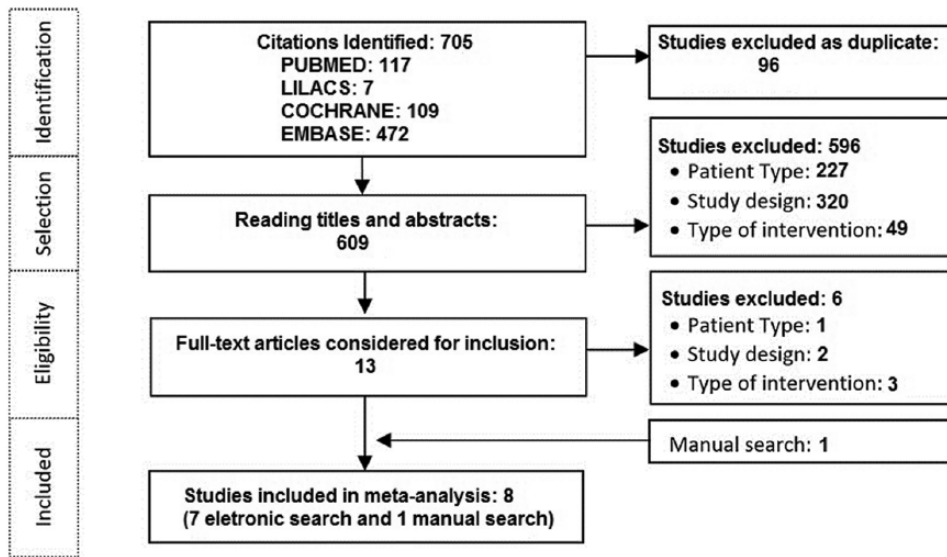 Identification
Citations Identified: 705
PUBMED: 117
LILACS: 7
COCHRANE: 109
EMBASE: 472
Studies excluded as duplicate:
96
Selection
Reading titles and abstracts:
609
Studies excluded: 596
• Patient Type: 227
• Study design: 320
• Type of intervention: 49
Eligibility
Full-text articles considered for inclusion:
13
Studies excluded: 6
• Patient Type: 1
• Study design: 2
• Type of intervention: 3
Included
Manual search: 1
Studies included in meta-analysis: 8
(7 eletronic search and 1 manual search)